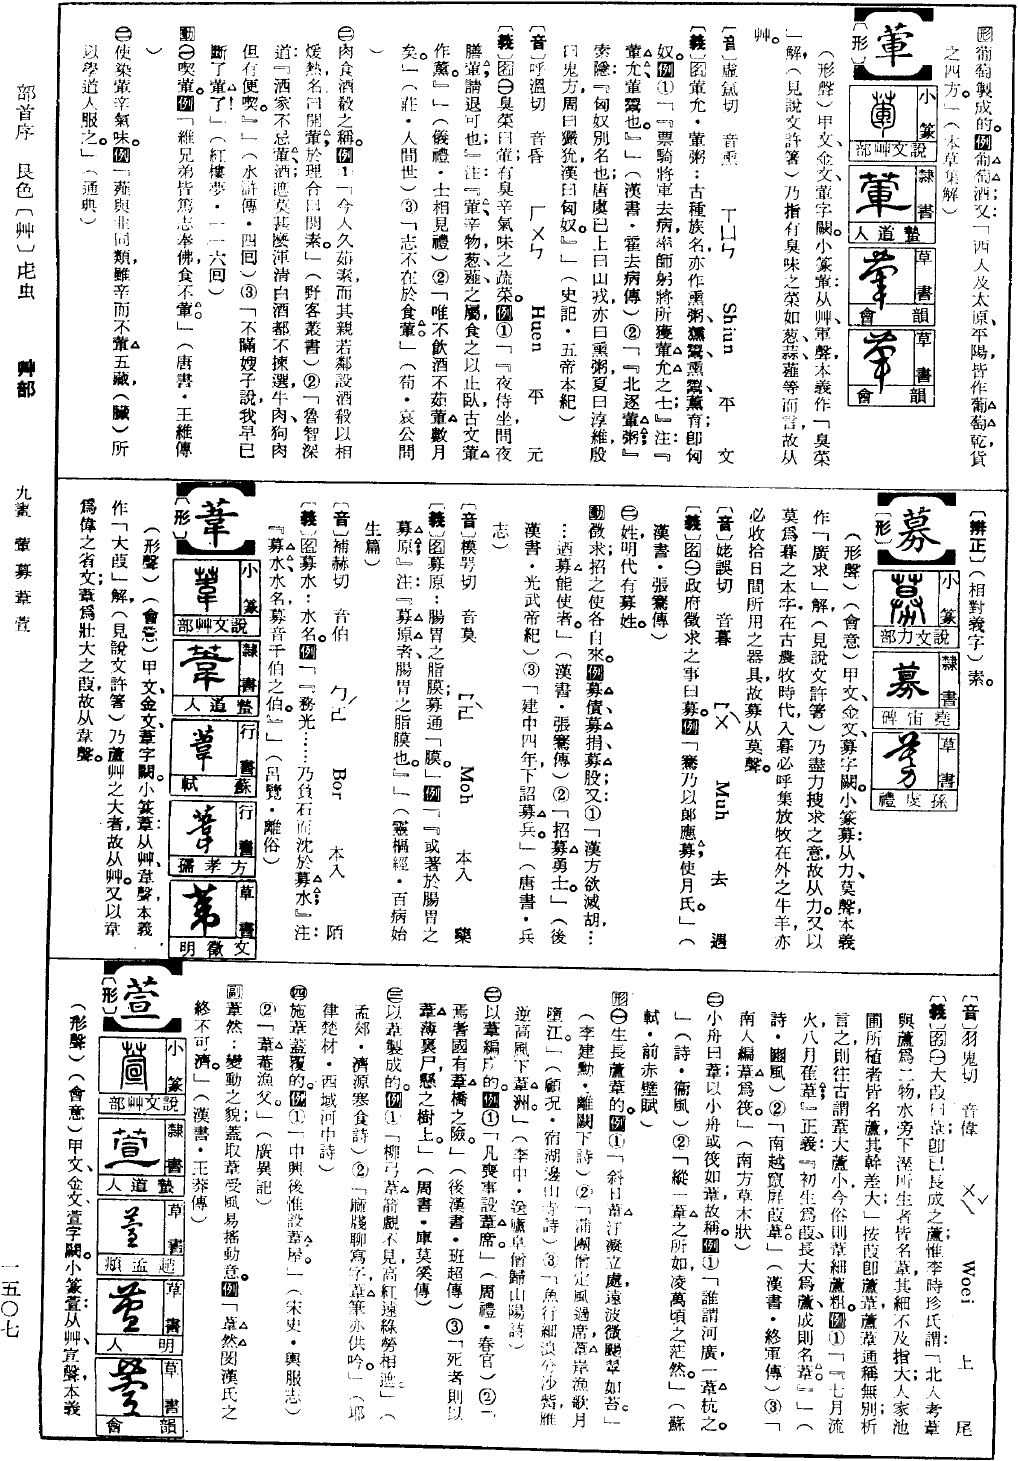 形葡萄製成的。例葡萄酒。又「西人及太原、平陽、皆作葡萄乾、貨
之四方。」（本草集解）
葷
〔形〕
小篆 說文艸部
隸書 蟄道人
草書 韻會
草書 韻會
（形聲）甲文、金文、葷字闕。小篆葷：从艸、軍聲，本義作「臭菜
」解（見說文許箸）乃指有臭味之菜如葱、蒜、薤等而言，故从
艸。
〔音〕虛氳切 音熏 ㄒㄩㄣ Shiun 平 文
〔義〕名葷允、葷粥：古種族名，亦作熏粥、獯鬻、熏鬻、薰育，卽匈
奴。例①「『票騎將軍去病率師，躬將所獲葷允之士』注：『
葷允，薰鬻也。』」（漢書・霍去病傳）②「『北逐葷粥。』
索隱：『匈奴別名也，唐虞已上曰山戎，亦曰熏粥，夏曰淳維，殷
曰鬼方，周曰玁狁，漢曰匈奴。』」（史記・五帝本紀）
〔音〕呼溫切 音昏 ㄏㄨㄣ Huen 平 元
〔義〕名㊀臭菜曰葷；有臭辛氣味之蔬菜。例①「『夜侍坐，問夜
膳葷，請退可也。』注：『葷，辛物，葱薤之屬，食之以止臥，古文葷
作薰。』」（儀禮・士相見禮）②「唯不飲酒、不茹葷數月
矣。」（莊・人間世）③「志不在於食葷。」（荀・哀公問
）
㊁肉食酒殽之稱。例①「今人久茹素，而其親若鄰，設酒殽以相
煖熱，名曰開葷，於理合曰開素。」（野客叢書）②「魯智深
道：『酒家不忌葷酒，遮莫甚麼渾清白酒，都不揀選，牛肉、狗肉，
但有便喫。』」（水滸傳・四回）③「不瞞嫂子說，我早已
斷了葷了！」（紅樓夢・一一六回）
動㊀喫葷。例「維兄弟皆篤志奉佛，食不葷。」（唐書・王維傳
）
㊁使染葷辛氣味。例「薙與韭同類，雖辛而不葷五藏（臟），所
以學道人服之。」（通典）
〔辨正〕（相對義字）素。
募
〔形〕
小篆 說文力部
隸書 堯宙碑
草書 孫虔禮
（形聲）（會意）甲文、金文、募字闕。小篆募：从力、莫聲，本義
作「廣求」解（見說文許箸）乃盡力搜求之意，故从力。又以
莫爲暮之本字，在古農牧時代，入暮必呼集放牧在外之牛羊，亦
必收拾日間所用之器具，故募从莫聲。
〔音〕姥誤切 音暮 ㄇㄨˋ Muh 去 遇
〔義〕名㊀政府徵求之事曰募。例「騫乃以郎應募，使月氏。」（
漢書・張騫傳）
㊁姓，明代有募姓。
動徵求；招之使各自來。例募債、募捐、募股。又①「漢方欲滅胡，…
…迺募能使者。」（漢書・張騫傳）②「招募勇士。」（後
漢書・光武帝紀）③「建中四年，下詔募兵。」（唐書・兵
志）
〔音〕模咢切 音莫 ㄇㄛˋ Moh 本入 藥
〔義〕名募原：腸胃之脂膜，募通「膜。」例「『或著於腸胃之
募原。』注：『募原者，腸胃之脂膜也。』」（靈樞經・百病始
生篇）
〔音〕補赫切 音伯 ㄅㄛˊ Bor 本入 陌
〔義〕名募水：水名。例「『務光……乃負石而沈於募水。』注：
『募水，水名，募音千伯之伯。』」（呂覽・離俗）
葦
〔形〕
小篆 說文艸部
隸書 蟄道人
行書 蘇軾
行書 方孝孺
草書 文徵明
（形聲）（會意）甲文、金文、葦字闕。小篆葦：从艸、韋聲，本義
作「大葭」解（見說文許箸）乃蘆艸之大者，故从艸。又以韋
爲偉之省文，葦爲壯大之葭，故从韋聲。
〔音〕羽鬼切 音偉 ㄨㄟˇ Woei 上 尾
〔義〕名㊀大葭曰葦，卽已長成之蘆；惟李時珍氏謂：「北人考葦
與蘆爲二物，水旁下溼所生者皆名葦，其細不及指大；人家池
圃所植者皆名蘆，其幹差大。」按葭卽蘆，葦蘆葦通稱無別，析
言之，則往古謂葦大蘆小，今俗則葦細蘆粗。例①「『七月流
火，八月萑葦。』正義：『初生爲葭，長大爲蘆，成則名葦。』」（
詩・豳風）②「南越竄屛葭葦。」（漢書・終軍傳）③「
南人編葦爲筏。」（南方草木狀）
㊁小舟曰葦，以小舟或筏如葦，故稱。例①「誰謂河廣？一葦杭之。
」（詩・衞風）②「縱一葦之所如，凌萬頃之茫然。」（蘇
軾・前赤壁賦）
形㊀生長蘆葦的。例①「斜日葦汀凝立處，遠波微颺翠如苔。」
（李建勳・離闕下詩）②「蒲團僧定風過席，葦岸漁歌月
墮江。」（顧況・宿湖邊山寺詩）③「魚行細浪分沙觜，雁
逆高風下葦洲。」（李中・送廬阜僧歸山陽詩）
㊁以葦編成的。例①「凡喪事設葦席。」（周禮・春官）②「
焉耆國有葦橋之險。」（後漢書・班超傳）③「死者則以
葦薄裹尸，懸之樹上。」（周書・庫莫奚傳）
㊂以葦製成的。例①「柳弓葦箭覷不見，高紅遠綠勞相遮。」（
孟郊・濟源寒食詩）②「牖牋聊寫字，葦筆亦供吟。」（耶
律楚材・西域河中詩）
㊃施葦蓋覆的。例①「中興後惟設葦屋。」（宋史・輿服志）
②「葦菴漁父。」（廣異記）
副葦然：變動之貌，蓋取葦受風易搖動意。例「葦然閔漢氏之
終不可濟。」（漢書・王莽傳）
萱
〔形〕
小篆 說文艸部
隸書 蟄道人
草書 趙孟頫
草書 明人
草書 韻會
（形聲）（會意）甲文、金文、萱字闕。小篆萱：从艸、宣聲，本義
部首序 艮色〔艸〕虍虫 艸部 九畫 葷募葦萱 一五〇七